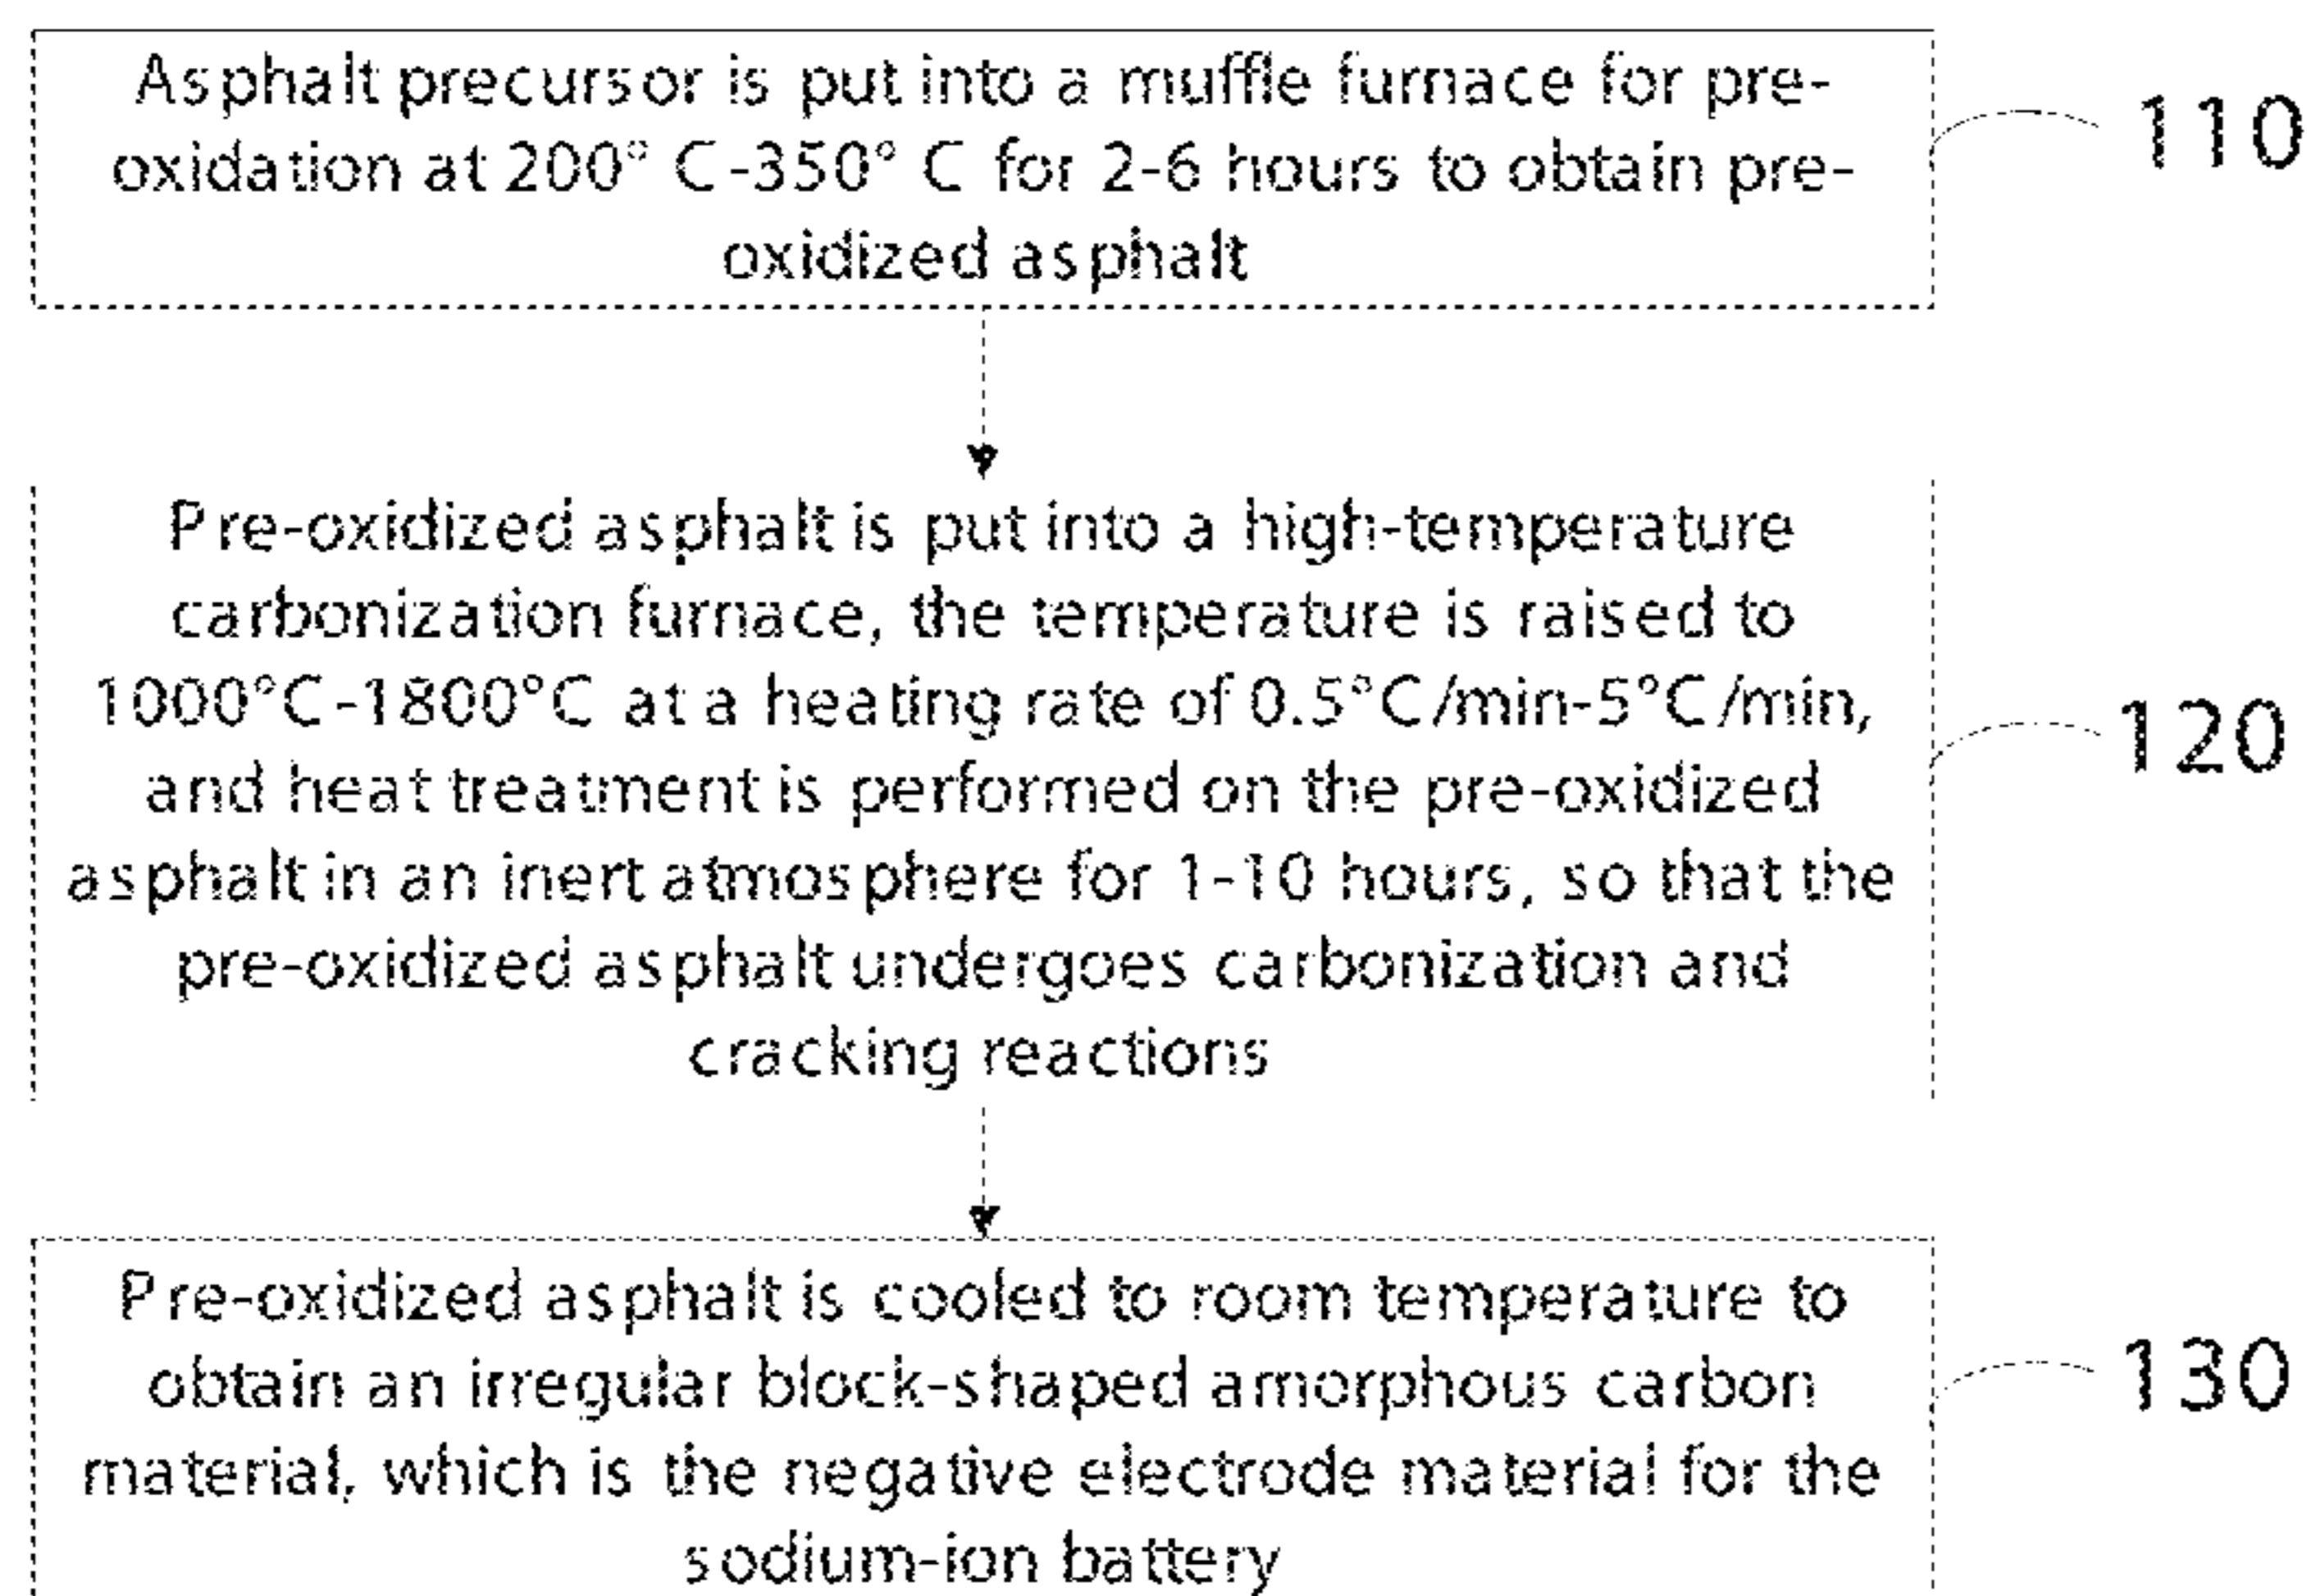 Asphalt precursor is put into a muffle furnace for pre-
oxidation at 200° C-350° C for 2-6 hours to obtain pre-
oxidized asphalt
110
Pre-oxidized asphalt is put into a high-temperature
carbonization furnace, the temperature is raised to
1000°C-1800°C at a heating rate of 0.5°C/min-5°C/min,
and heat treatment is performed on the pre-oxidized
asphalt in an inert atmosphere for 1-10 hours, so that the
pre-oxidized asphalt undergoes carbonization and
cracking reactions
120
Pre-oxidized asphalt is cooled to room temperature to
obtain an irregular block-shaped amorphous carbon
material, which is the negative electrode material for the
sodium-ion battery
130